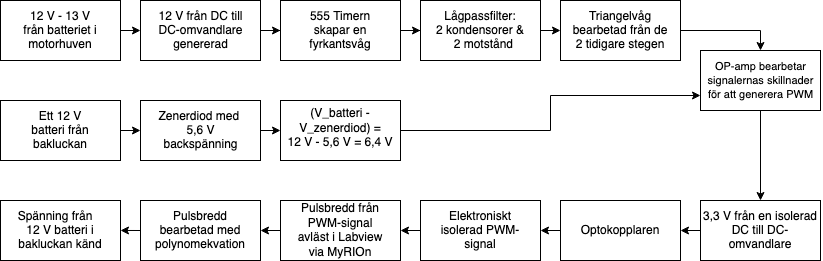 12 V - 13 V
från batteriet i
motorhuven
12 V från DC till
DC-omvandlare
genererad
555 Timern
skapar en
fyrkantsvåg
Lågpassfilter:
2 kondensorer &
2 motstånd
Triangelvåg
bearbetad från de
2 tidigare stegen
OP-amp bearbetar
signalernas skillnader
för att generera PWM
Ett 12 V
batteri från
bakluckan
Zenerdiod med
5,6 V
backspänning
(V_batteri -
V_zenerdiod) =
12 V - 5,6 V = 6,4 V
Spänning från
12 V batteri i
bakluckan känd
Pulsbredd
bearbetad med
polynomekvation
Pulsbredd från
PWM-signal
avläst i Labview
via MyRIOn
Elektroniskt
isolerad PWM-
signal
Optokopplaren
3,3 V från en isolerad
DC till DC-
omvandlare